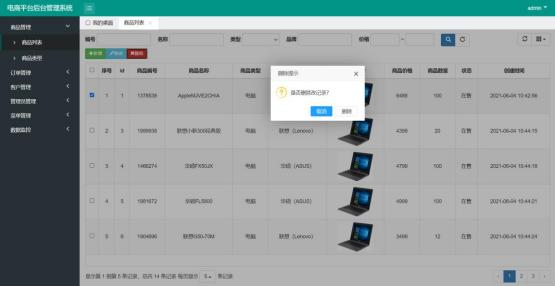 电商平台后台管理系统
admin
商品管理
商品列表
商品类型
订单管理
客户管理
管理员管理
菜单管理
数据监控
我的桌面 商品列表
编号 名称 类型 品牌 价格 ~
新增 修改 删除
序号 id 商品编号 商品名称 商品类型 商品价格 商品数量 状态 创建时间
1 1 1378538 AppleMJVE2CH/A 电脑 6488 100 在售 2021-06-04 10:42:56
2 3 1999938 联想小新300经典版 电脑 联想（Lenovo） 4399 20 在售 2021-06-04 10:44:15
3 4 1466274 华硕FX50JX 电脑 华硕（ASUS） 4799 100 在售 2021-06-04 10:44:18
4 5 1981672 华硕FL5800 电脑 华硕（ASUS） 4999 100 在售 2021-06-04 10:44:21
5 6 1904696 联想G50-70M 电脑 联想（Lenovo） 3499 12 在售 2021-06-04 10:44:24
删除提示
是否删除改记录?
取消 删除
显示第 1 到第 5 条记录，总共 14 条记录 每页显示 5 条记录
‹ 1 2 3 ›